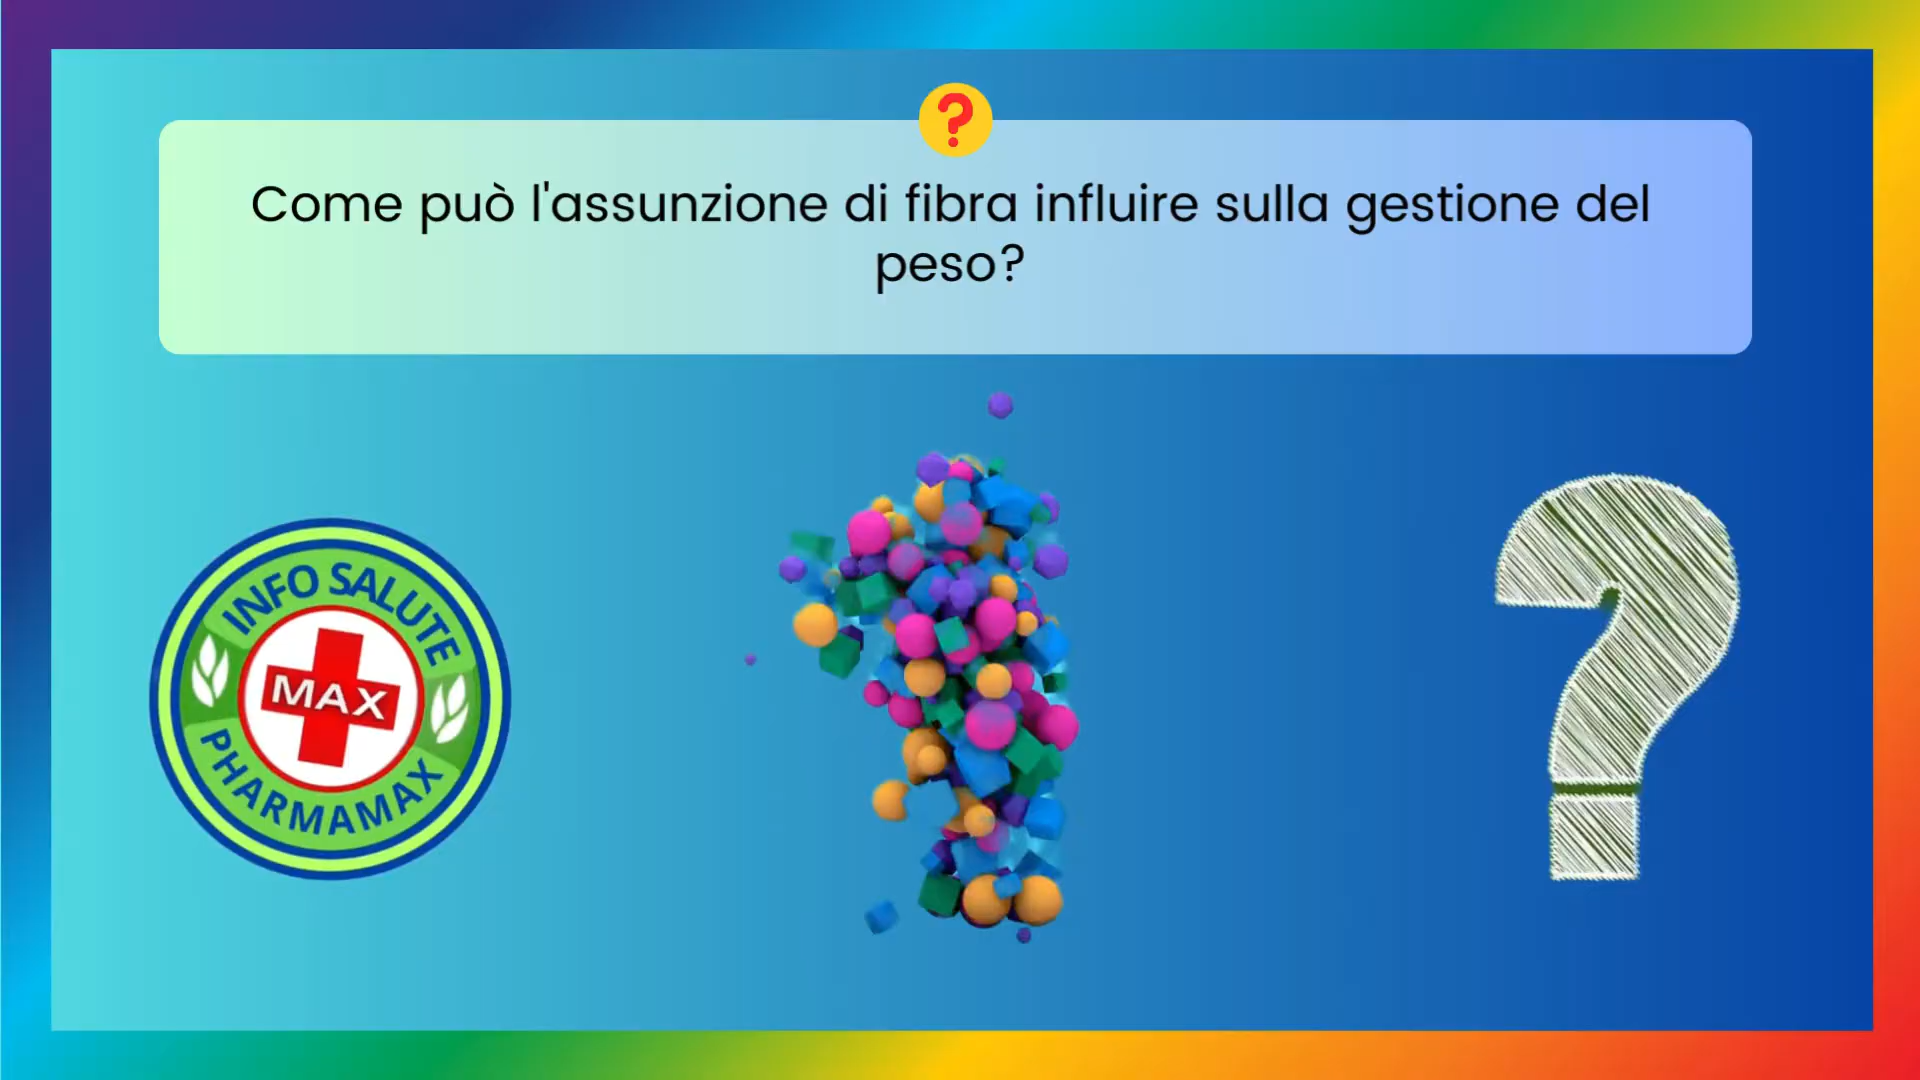 ?
Come può l'assunzione di fibra influire sulla gestione del
peso?
INFO SALUTE
MAX
PHARMAMAX
?